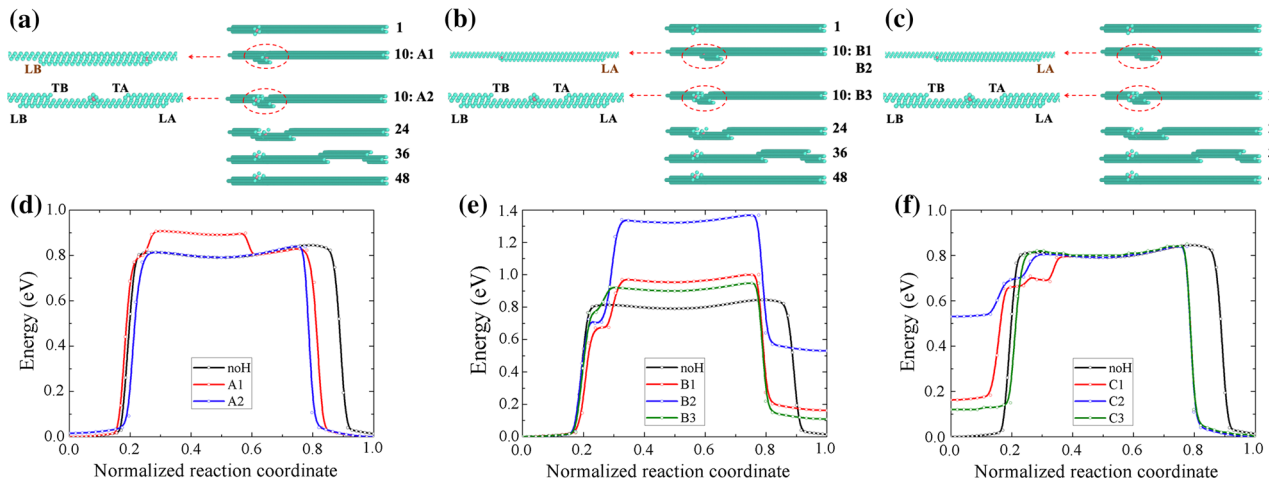 (a)
1
10: A1
LB
TB TA
10: A2
LB LA
24
36
48
(b)
1
10: B1
B2
LA
TB TA
10: B3
LB LA
24
36
48
(c)
LA
TB TA
LB LA
(d)
1.0
0.8
0.6
0.4
0.2
0.0
Energy (eV)
noH
A1
A2
0.0 0.2 0.4 0.6 0.8 1.0
Normalized reaction coordinate
(e)
1.4
1.2
1.0
0.8
0.6
0.4
0.2
0.0
Energy (eV)
noH
B1
B2
B3
0.0 0.2 0.4 0.6 0.8 1.0
Normalized reaction coordinate
(f)
1.0
0.8
0.6
0.4
0.2
0.0
Energy (eV)
noH
C1
C2
C3
0.0 0.2 0.4 0.6 0.8 1.0
Normalized reaction coordinate